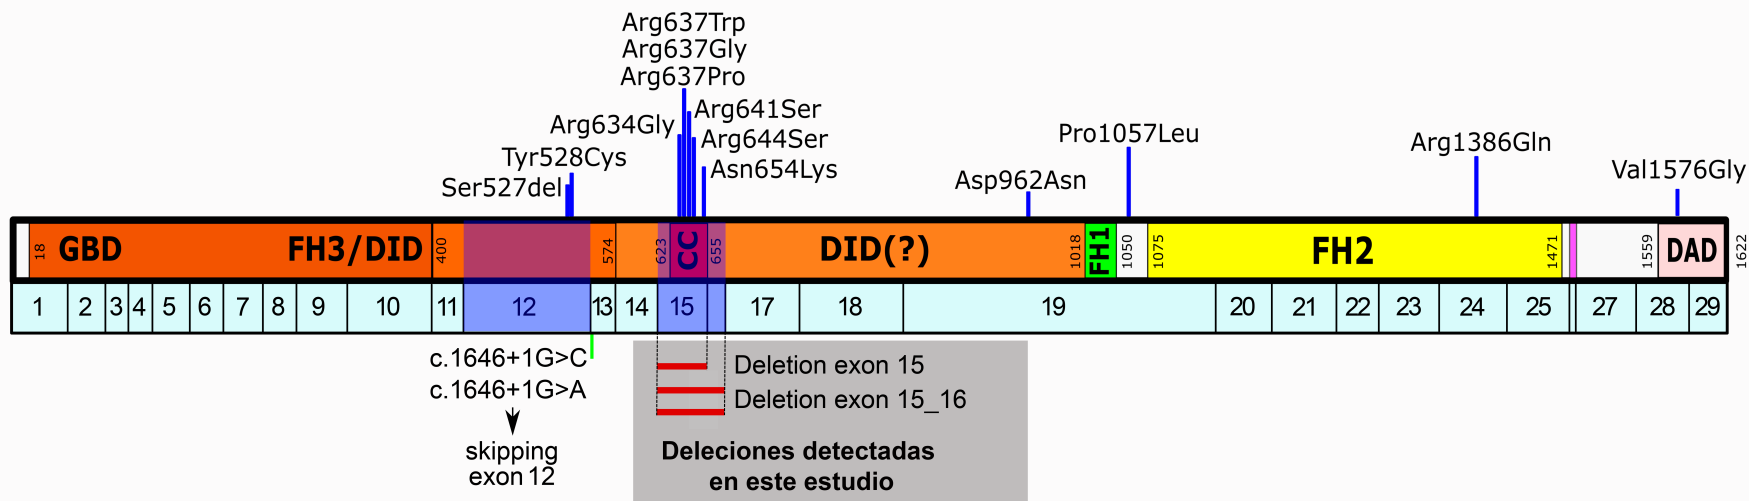 Arg637Trp
Arg637Gly
Arg637Pro
Arg641Ser
Arg634Gly
Arg644Ser
Tyr528Cys
Asn654Lys
Ser527del
Asp962Asn
Pro1057Leu
Arg1386Gln
Val1576Gly
18 GBD FH3/DID 400 574 623 CC 655 DID(?) 1018 FH1 1050 1075 FH2 1471 1559 DAD 1622
1 2 3 4 5 6 7 8 9 10 11 12 13 14 15 17 18 19 20 21 22 23 24 25 27 28 29
c.1646+1G>C
c.1646+1G>A
skipping
exon 12
Deletion exon 15
Deletion exon 15_16
Deleciones detectadas
en este estudio